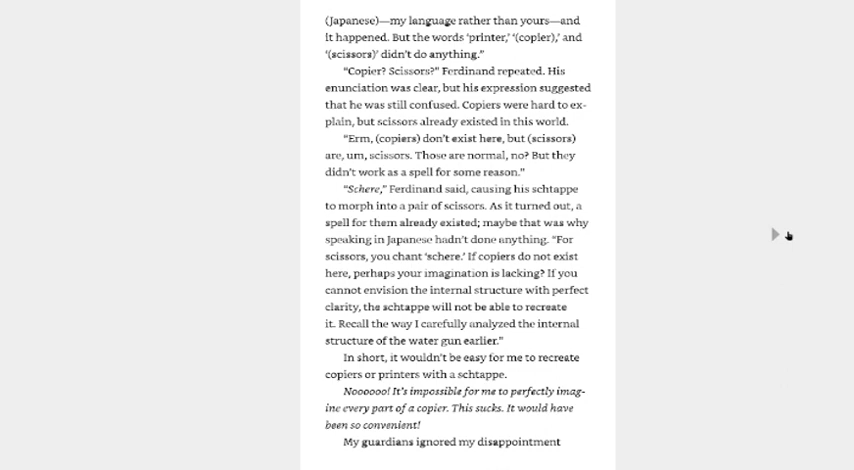 (Japanese)—my language rather than yours—and
it happened. But the words ‘printer,’ ‘(copier),’ and
‘(scissors)’ didn’t do anything.”
“Copier? Scissors?” Ferdinand repeated. His
enunciation was clear, but his expression suggested
that he was still confused. Copiers were hard to ex-
plain, but scissors already existed in this world.
“Erm, (copiers) don’t exist here, but (scissors)
are, um, scissors. Those are normal, no? But they
didn’t work as a spell for some reason.”
“Schere,” Ferdinand said, causing his schtappe
to morph into a pair of scissors. As it turned out, a
spell for them already existed; maybe that was why
speaking in Japanese hadn’t done anything. “For
scissors, you chant ‘schere.’ If copiers do not exist
here, perhaps your imagination is lacking? If you
cannot envision the internal structure with perfect
clarity, the schtappe will not be able to recreate
it. Recall the way I carefully analyzed the internal
structure of the water gun earlier.”
In short, it wouldn’t be easy for me to recreate
copiers or printers with a schtappe.
Noooooo! It’s impossible for me to perfectly imag-
ine every part of a copier. This sucks. It would have
been so convenient!
My guardians ignored my disappointment